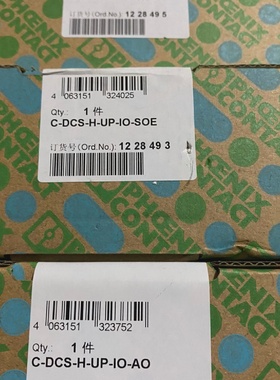 订货号(Ord.No.): 12 28 49 5
4 063151 324025
Qty.: 1 件
C-DCS-H-UP-IO-SOE
订货号(Ord.No.): 12 28 49 3
PHOENIX
CONTACT
4 063151 323752
Qty.: 1 件
C-DCS-H-UP-IO-AO